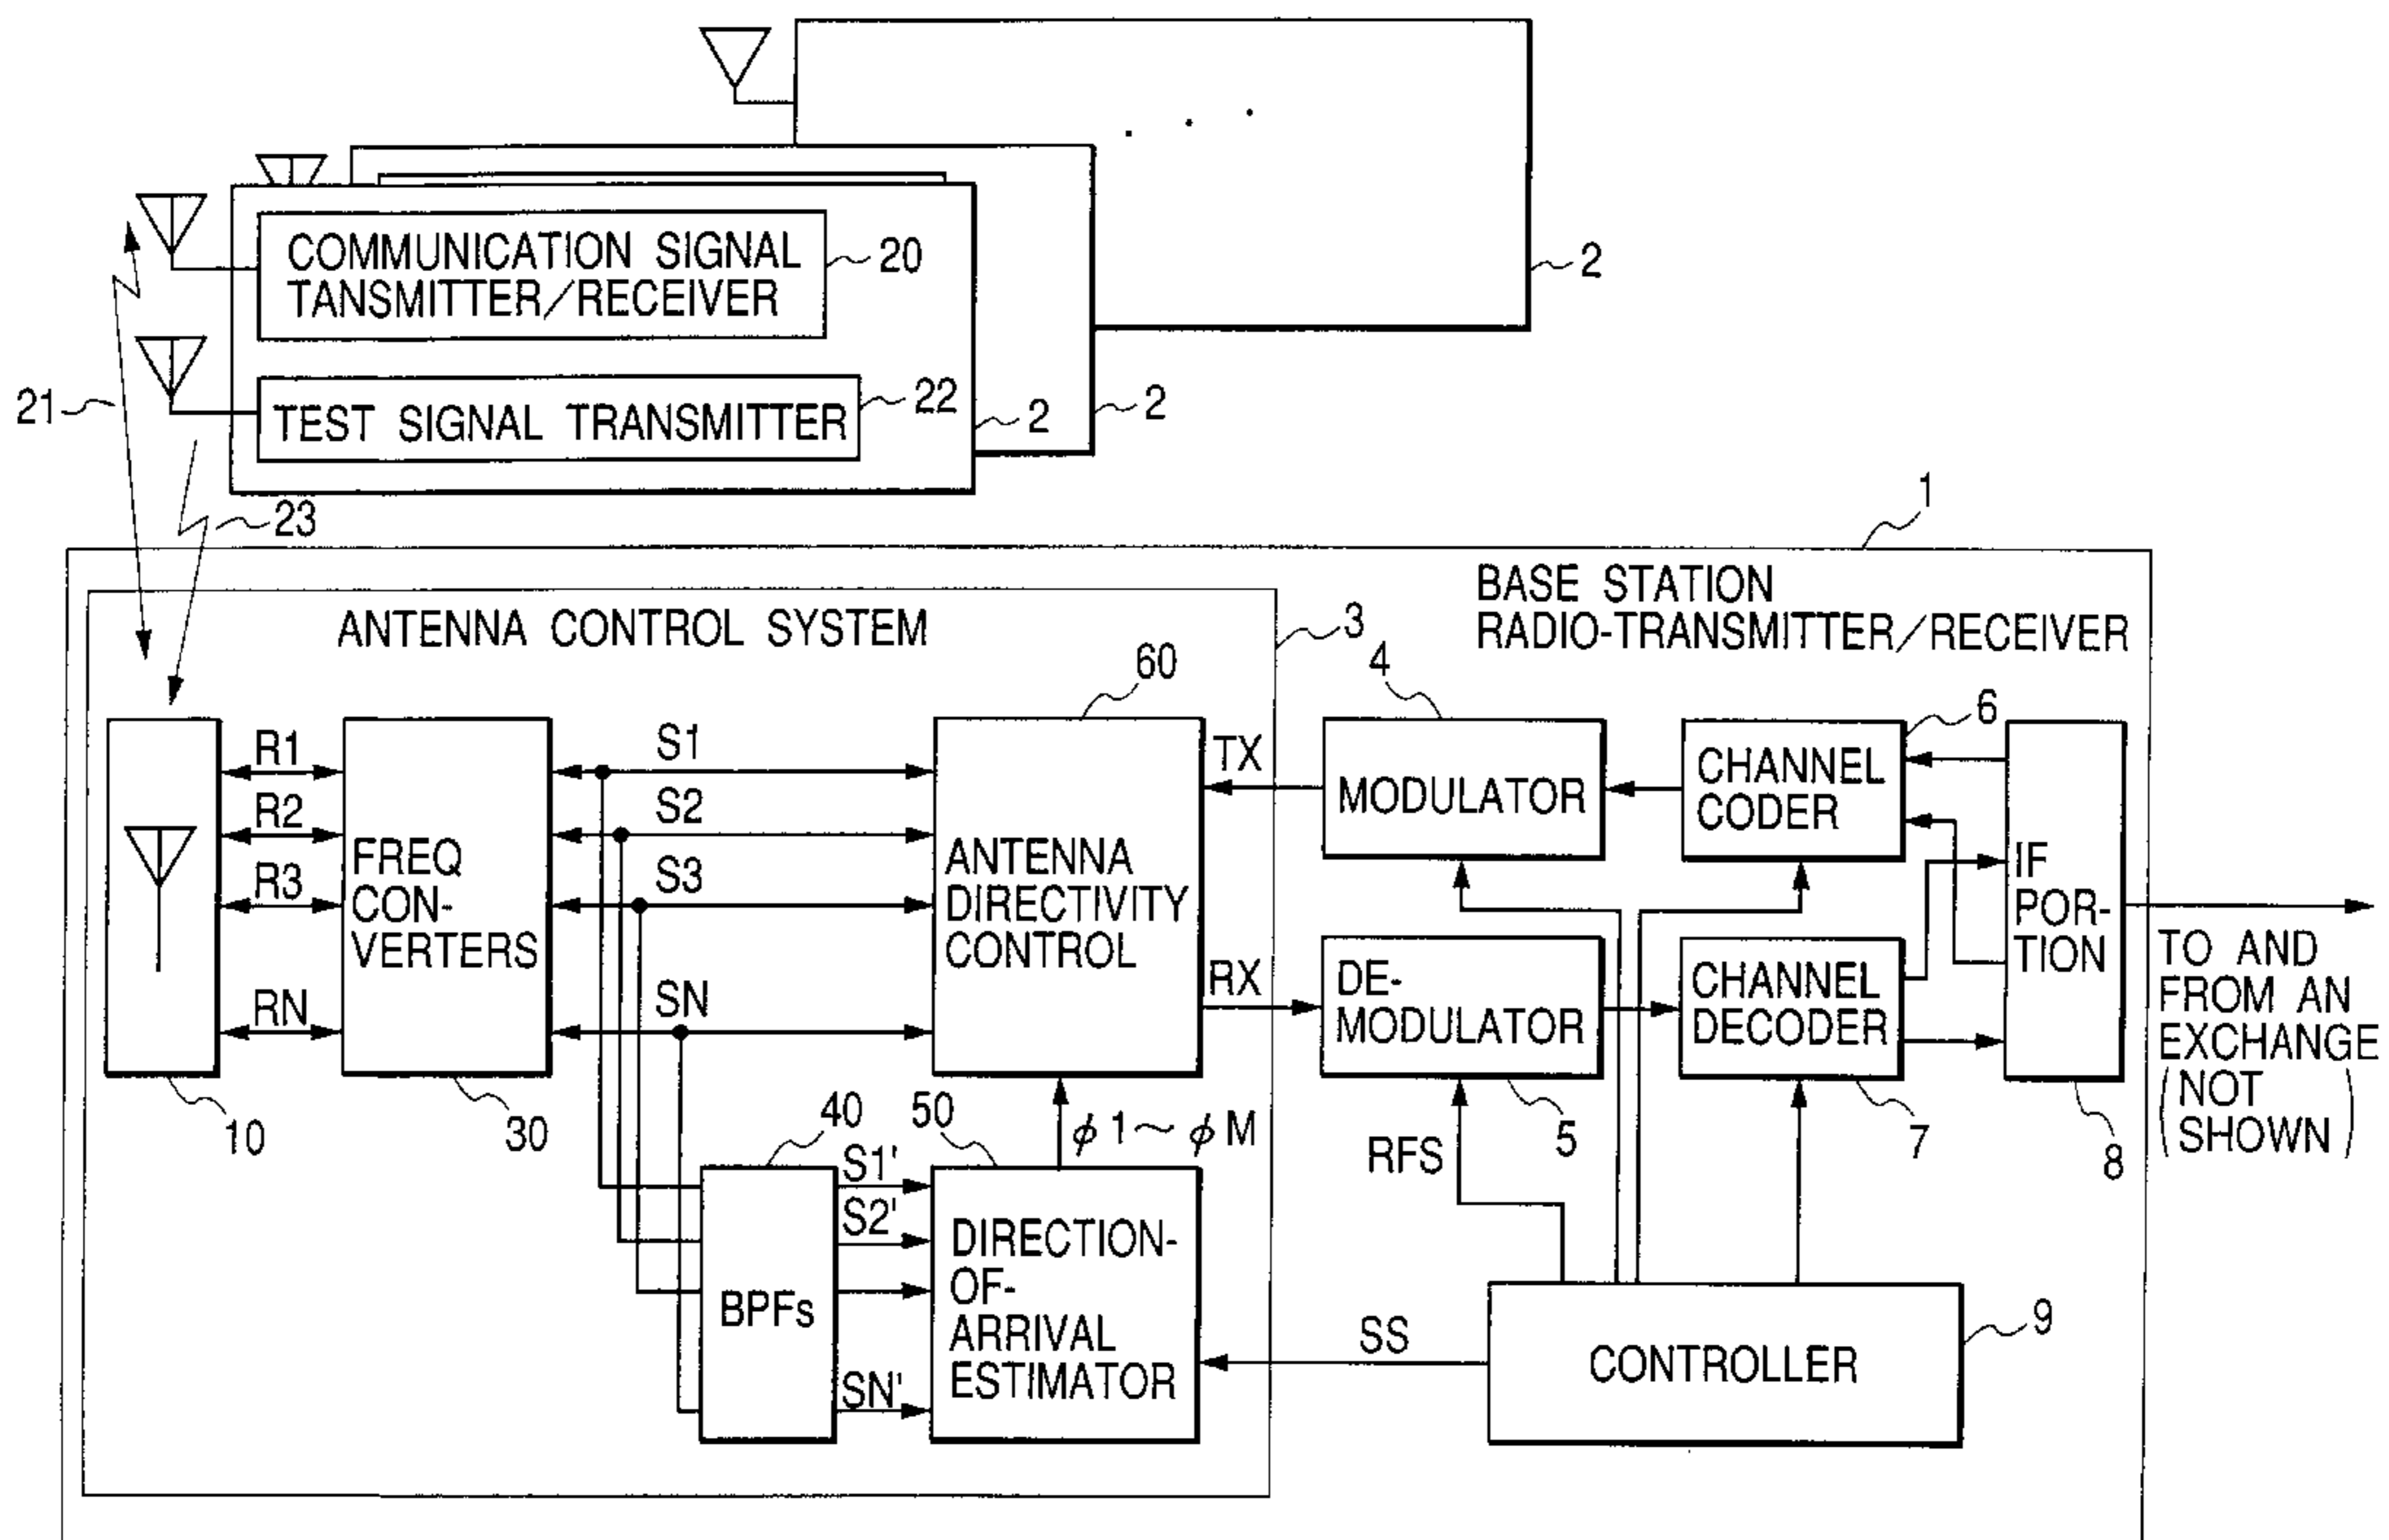 COMMUNICATION SIGNAL
TANSMITTER/RECEIVER
20
2
21
TEST SIGNAL TRANSMITTER
22
2
2
23
1
BASE STATION
RADIO-TRANSMITTER/RECEIVER
ANTENNA CONTROL SYSTEM
3
60
4
6
R1
R2
R3
RN
FREQ
CON-
VERTERS
S1
S2
S3
SN
ANTENNA
DIRECTIVITY
CONTROL
TX
RX
MODULATOR
CHANNEL
CODER
IF
POR-
TION
DE-
MODULATOR
CHANNEL
DECODER
TO AND
FROM AN
EXCHANGE
(NOT
SHOWN)
10
30
40
50
φ1~φM
RFS
5
7
8
S1'
S2'
SN'
BPFs
DIRECTION-
OF-
ARRIVAL
ESTIMATOR
SS
CONTROLLER
9